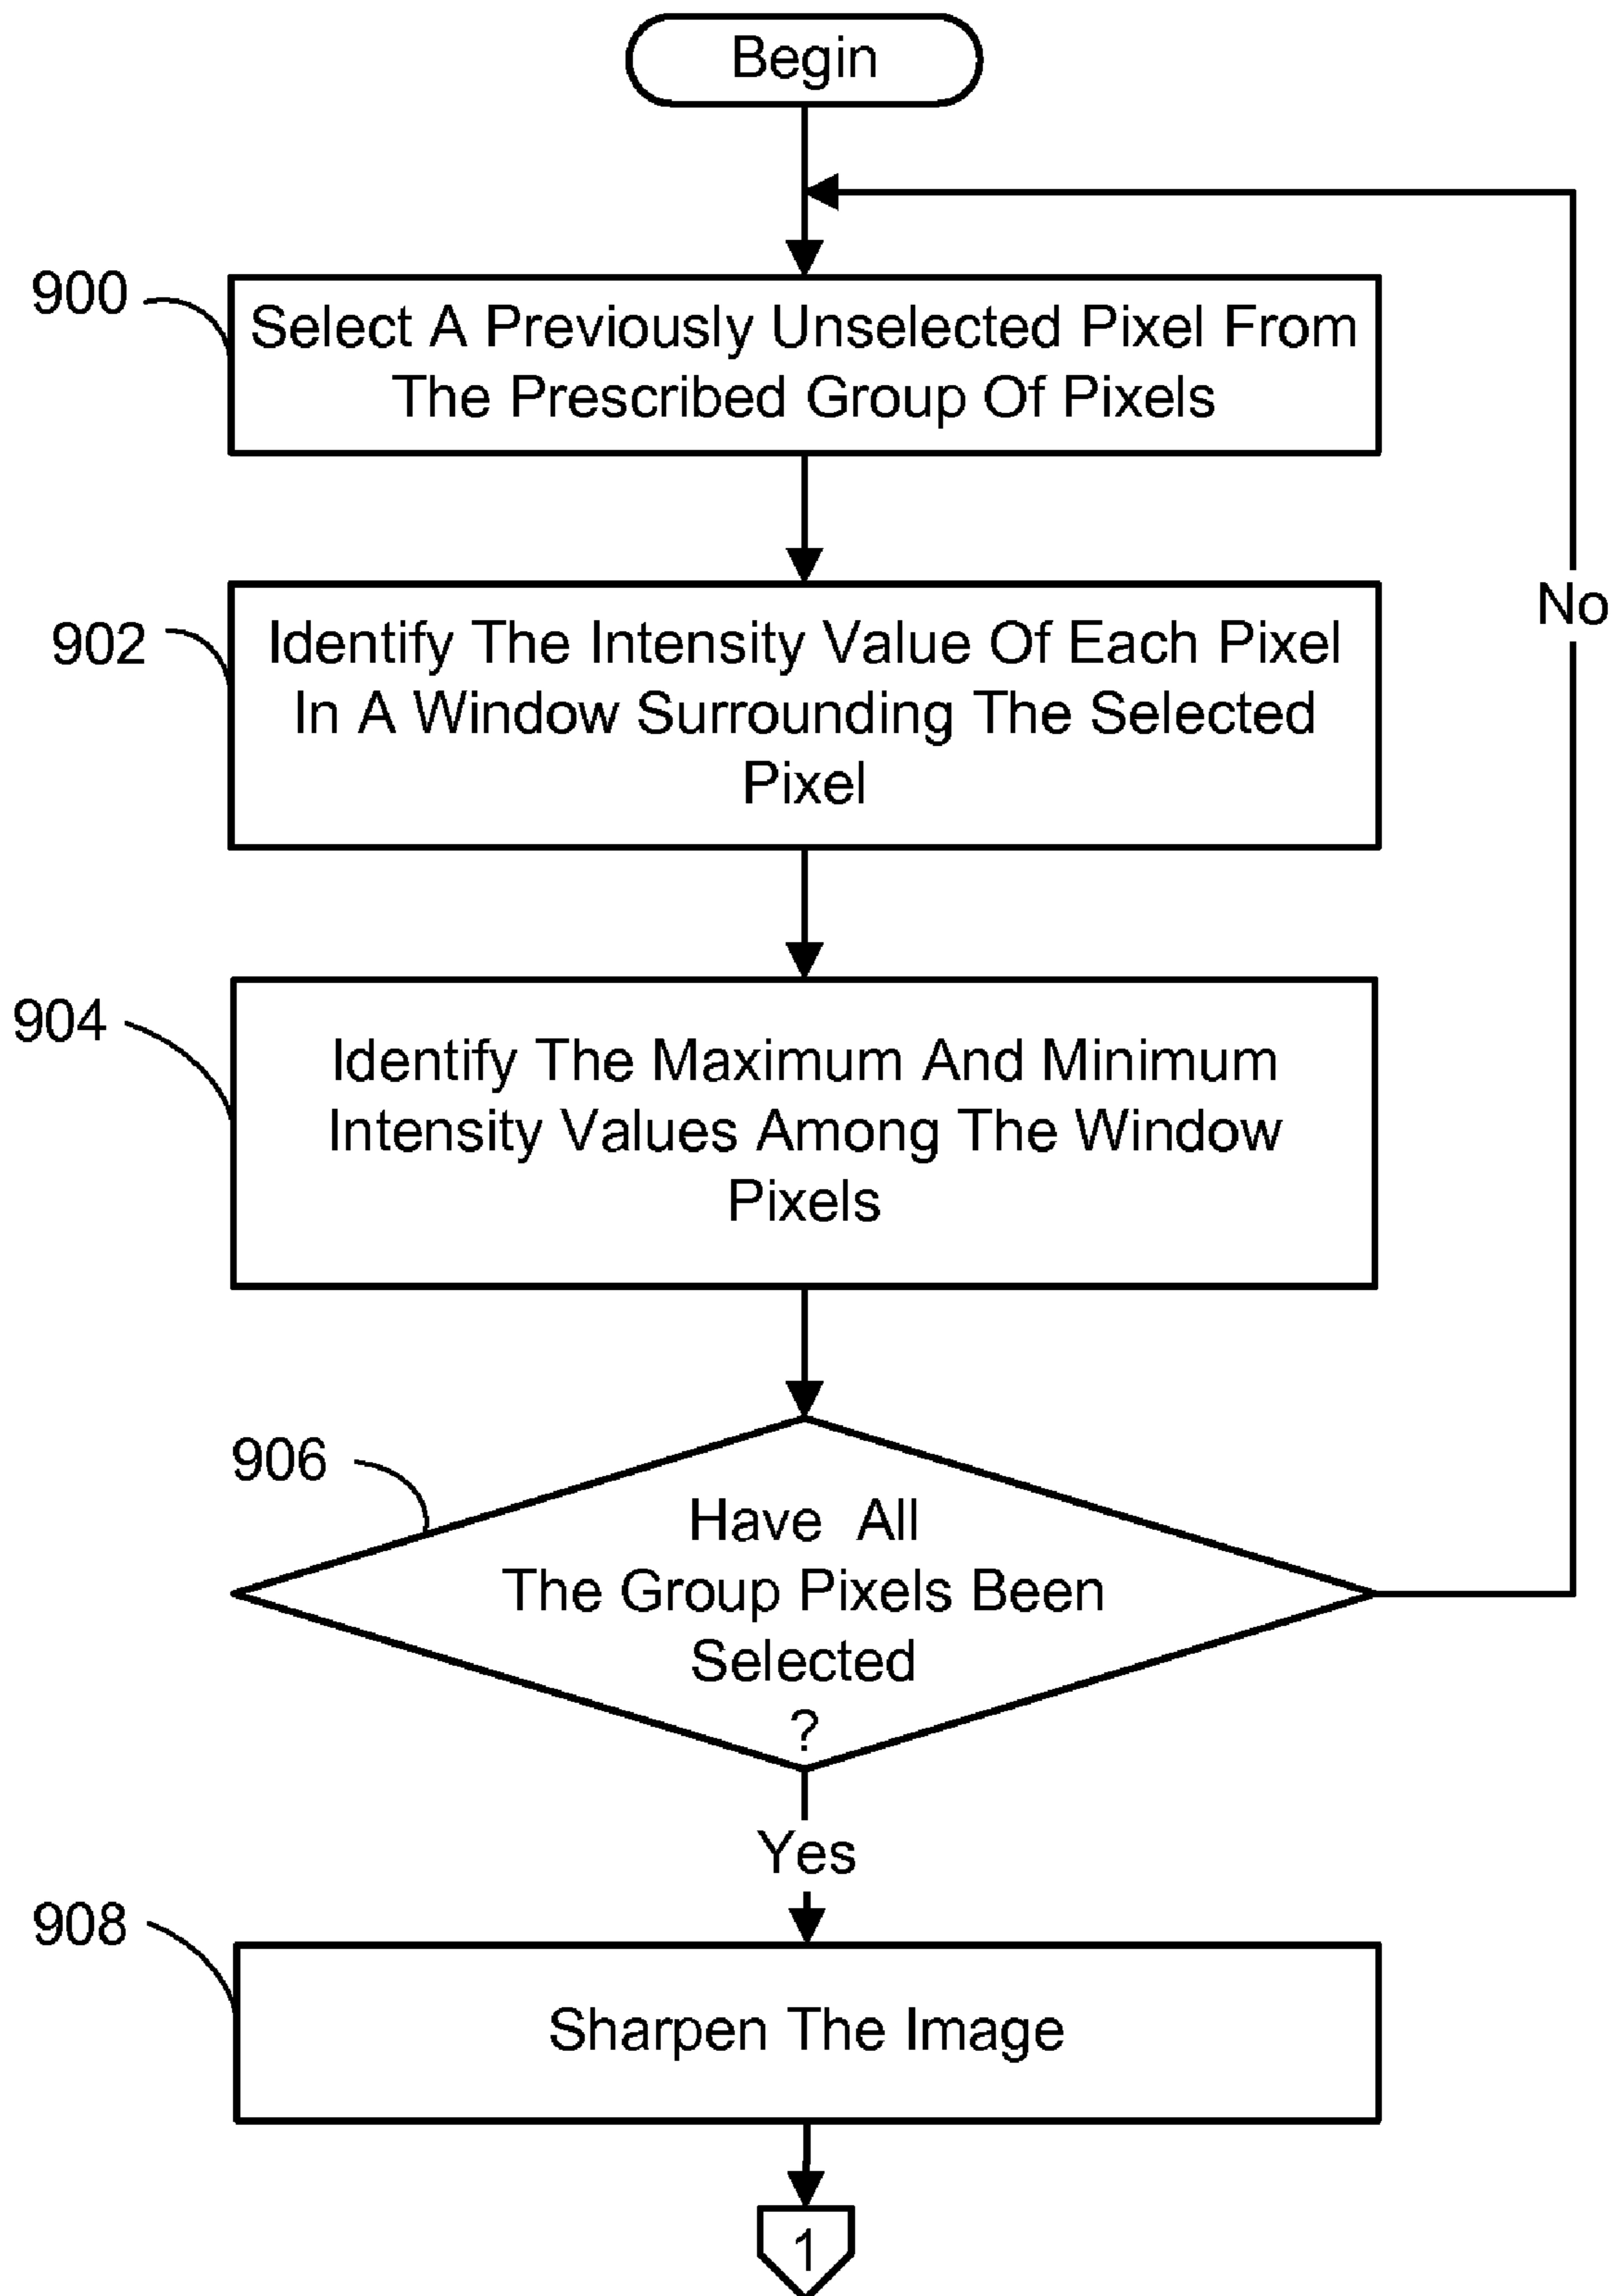 Begin
900
Select A Previously Unselected Pixel From
The Prescribed Group Of Pixels
902
Identify The Intensity Value Of Each Pixel
In A Window Surrounding The Selected
Pixel
No
904
Identify The Maximum And Minimum
Intensity Values Among The Window
Pixels
906
Have All
The Group Pixels Been
Selected
?
Yes
908
Sharpen The Image
1